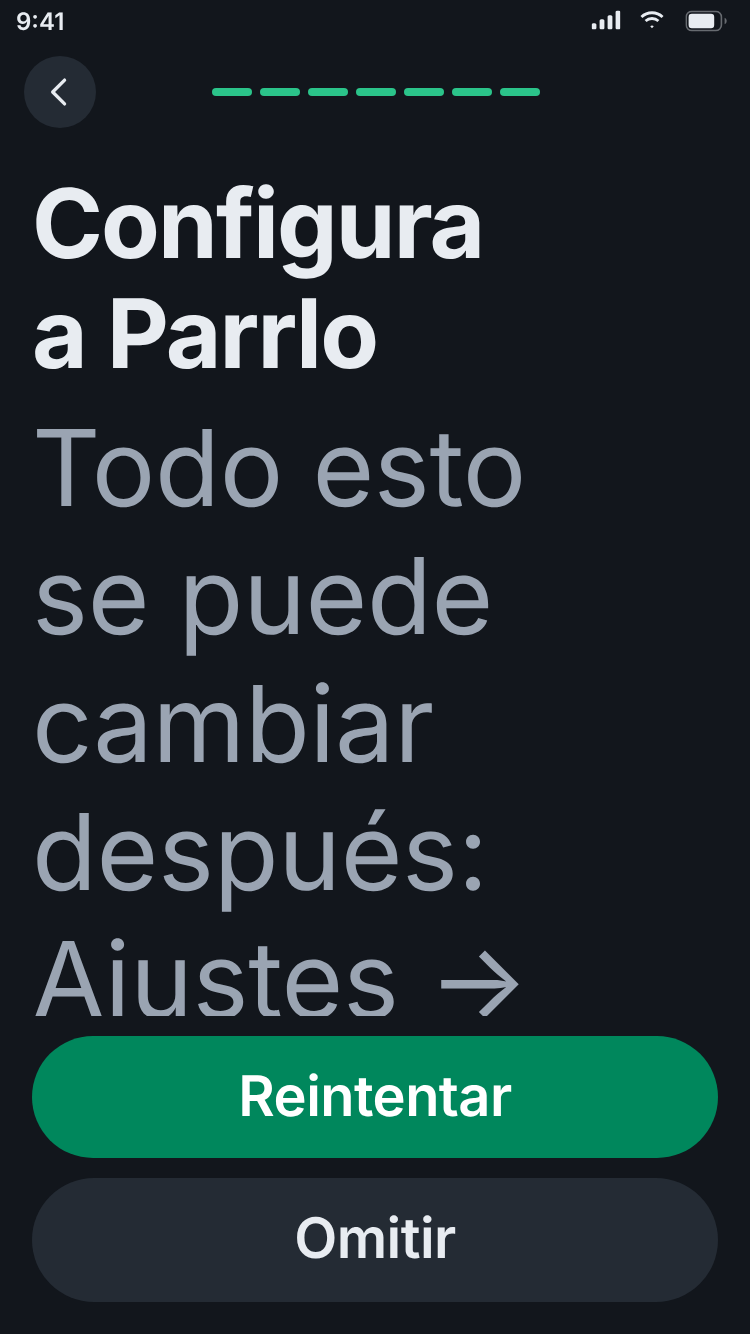 9:41
Configura
a Parrlo
Todo esto
se puede
cambiar
después:
Ajustes →
Reintentar
Omitir